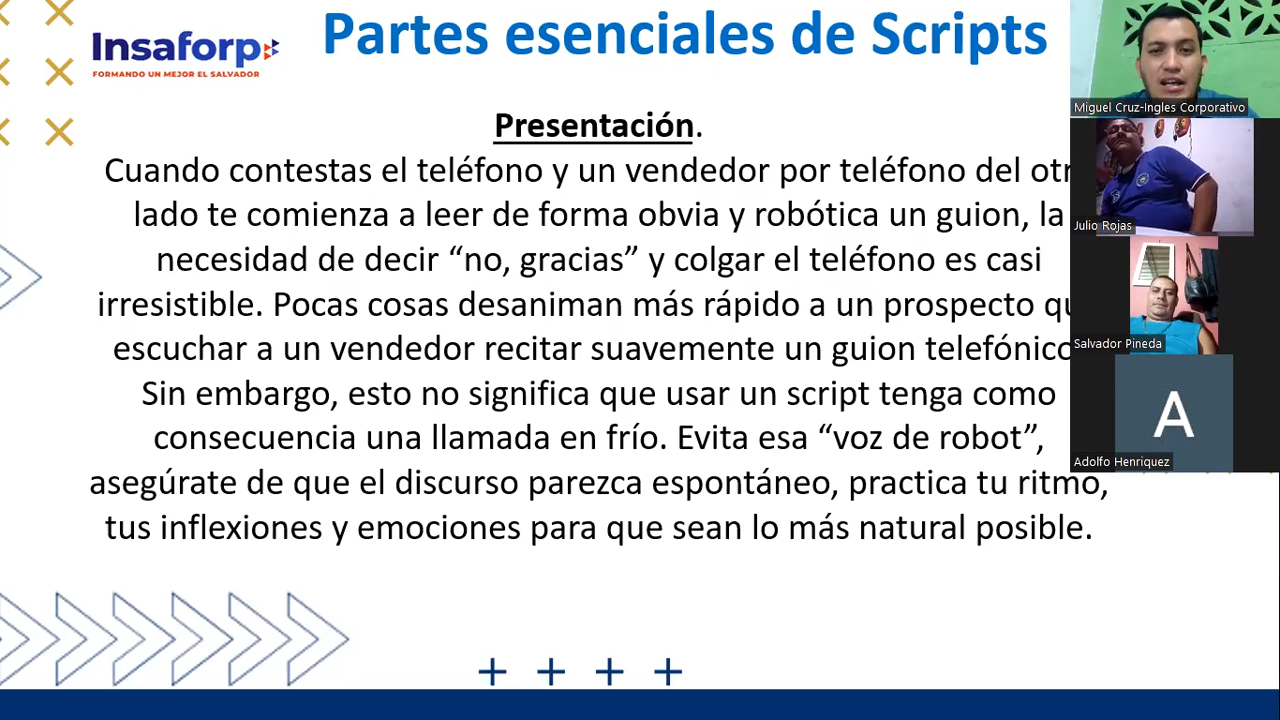 Insaforp
FORMANDO UN MEJOR EL SALVADOR
Partes esenciales de Scripts
Presentación.
Cuando contestas el teléfono y un vendedor por teléfono del otr
lado te comienza a leer de forma obvia y robótica un guion, la
necesidad de decir “no, gracias” y colgar el teléfono es casi
irresistible. Pocas cosas desaniman más rápido a un prospecto qu
escuchar a un vendedor recitar suavemente un guion telefónico
Sin embargo, esto no significa que usar un script tenga como
consecuencia una llamada en frío. Evita esa “voz de robot”,
asegúrate de que el discurso parezca espontáneo, practica tu ritmo,
tus inflexiones y emociones para que sean lo más natural posible.
Miguel Cruz-Ingles Corporativo
Julio Rojas
Salvador Pineda
A
Adolfo Henriquez